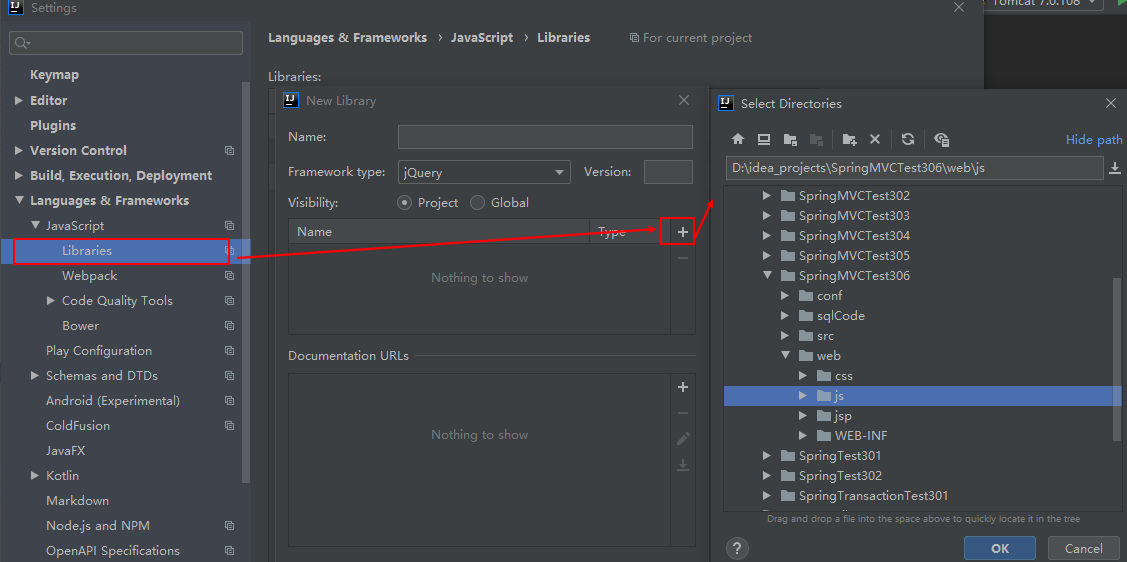 Settings
Tomcat 7.0.108
Keymap
Editor
Plugins
Version Control
Build, Execution, Deployment
Languages & Frameworks
JavaScript
Libraries
Webpack
Code Quality Tools
Bower
Play Configuration
Schemas and DTDs
Android (Experimental)
ColdFusion
JavaFX
Kotlin
Markdown
Node.js and NPM
OpenAPI Specifications
Languages & Frameworks › JavaScript › Libraries For current project
Libraries:
IJ New Library
Name:
Framework type: jQuery Version:
Visibility: Project Global
Name Type
Nothing to show
Documentation URLs
Nothing to show
IJ Select Directories
Hide path
D:\idea_projects\SpringMVCTest306\web\js
SpringMVCTest302
SpringMVCTest303
SpringMVCTest304
SpringMVCTest305
SpringMVCTest306
conf
sqlCode
src
web
css
js
jsp
WEB-INF
SpringTest301
SpringTest302
SpringTransactionTest301
Drag and drop a file into the space above to quickly locate it in the tree
? OK Cancel